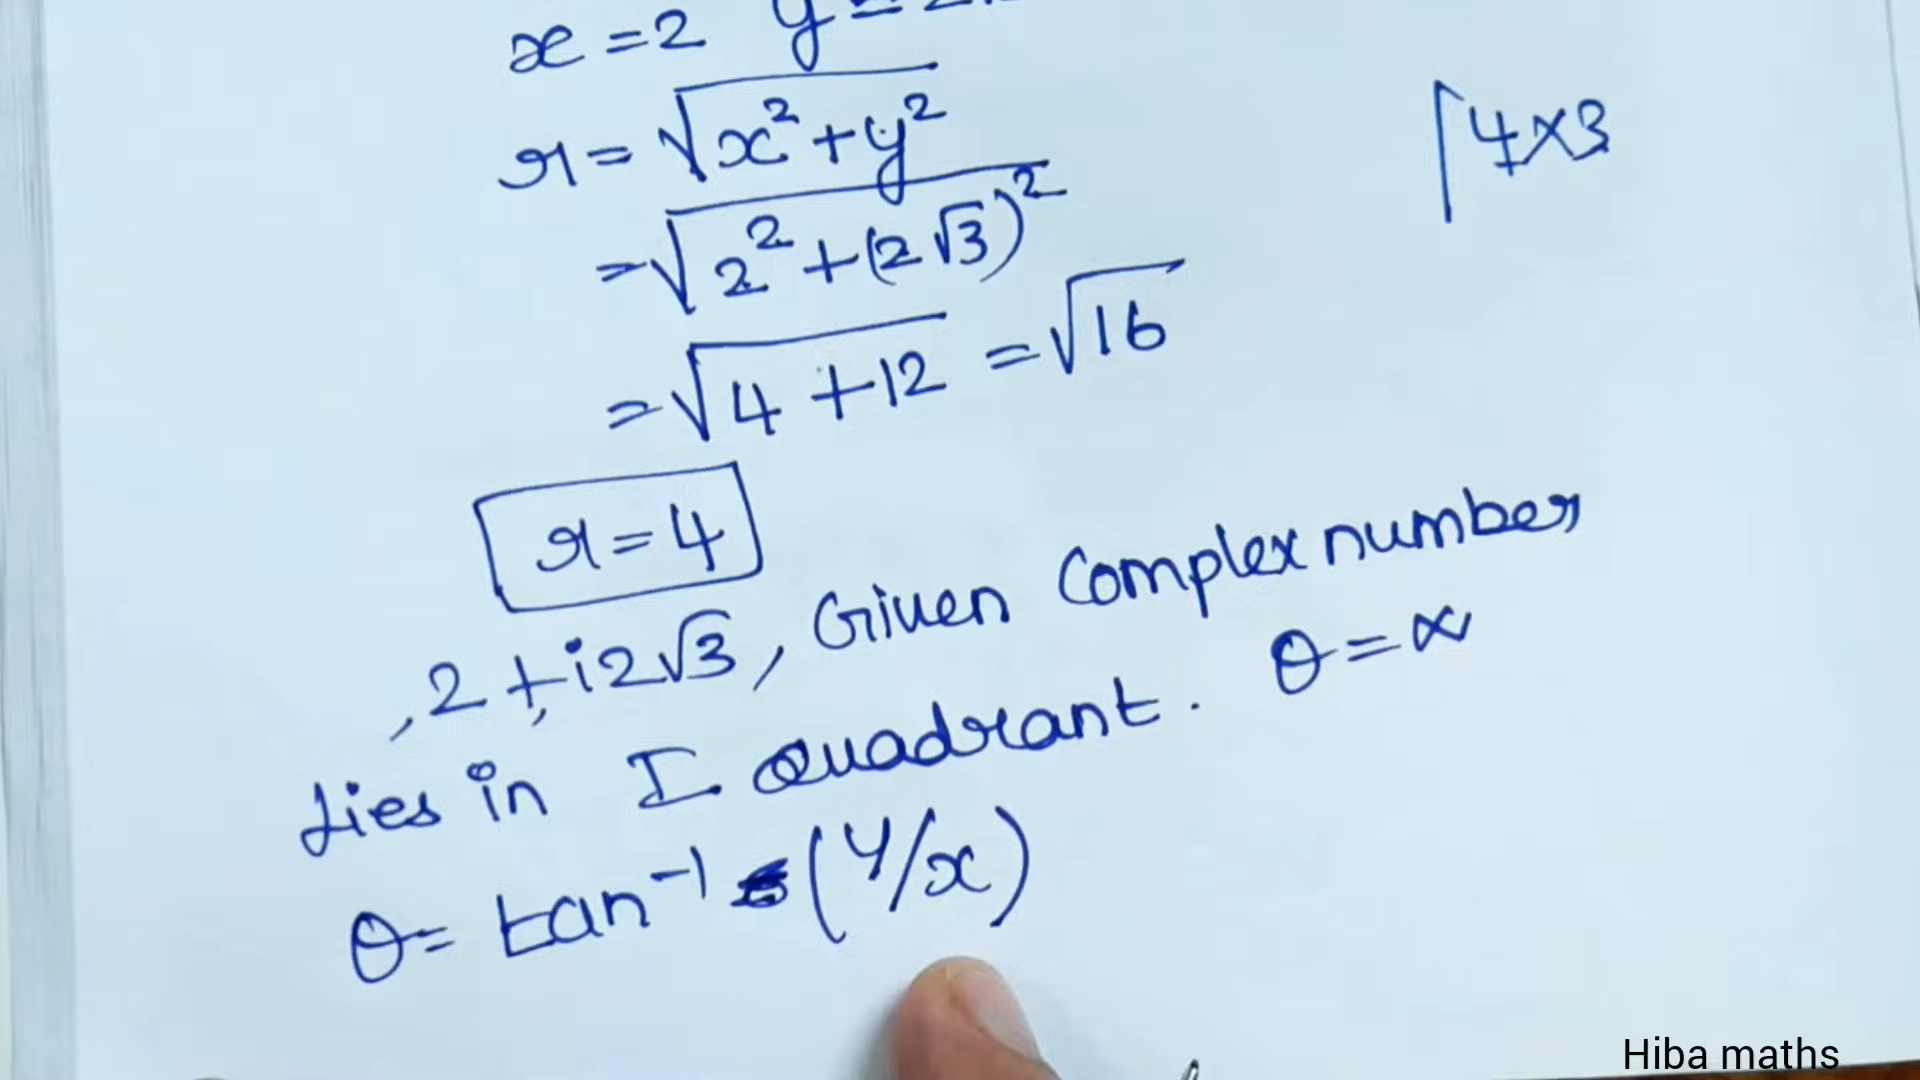 x = 2 y =
r = √x² + y²
= √2² + (2√3)²
⌈4×3
= √4 + 12 = √16
r = 4
, 2 + i2√3, Given Complex number
lies in I quadrant. θ = α
θ = tan⁻¹ (y/x)
Hiba maths